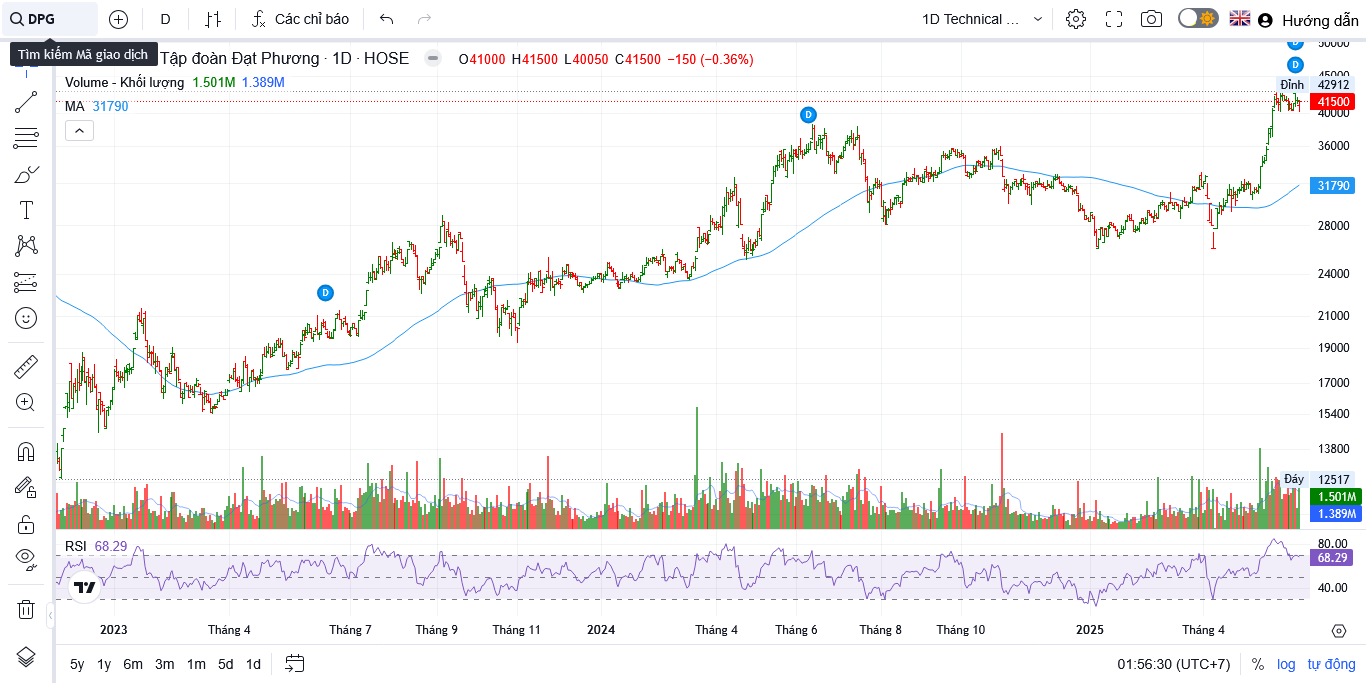 DPG
D
Các chỉ báo
1D Technical ...
Hướng dẫn
Tìm kiếm Mã giao dịch
Tập đoàn Đạt Phương · 1D · HOSE
O41000 H41500 L40050 C41500 −150 (−0.36%)
Volume - Khối lượng 1.501M 1.389M
MA 31790
D
D
D
D
50000
45000
Đỉnh 42912
41500
40000
36000
31790
28000
24000
21000
19000
17000
15400
13800
Đáy 12517
1.501M
1.389M
RSI 68.29
80.00
68.29
40.00
2023
Tháng 4
Tháng 7
Tháng 9
Tháng 11
2024
Tháng 4
Tháng 6
Tháng 8
Tháng 10
2025
Tháng 4
5y 1y 6m 3m 1m 5d 1d
01:56:30 (UTC+7)
% log tự động